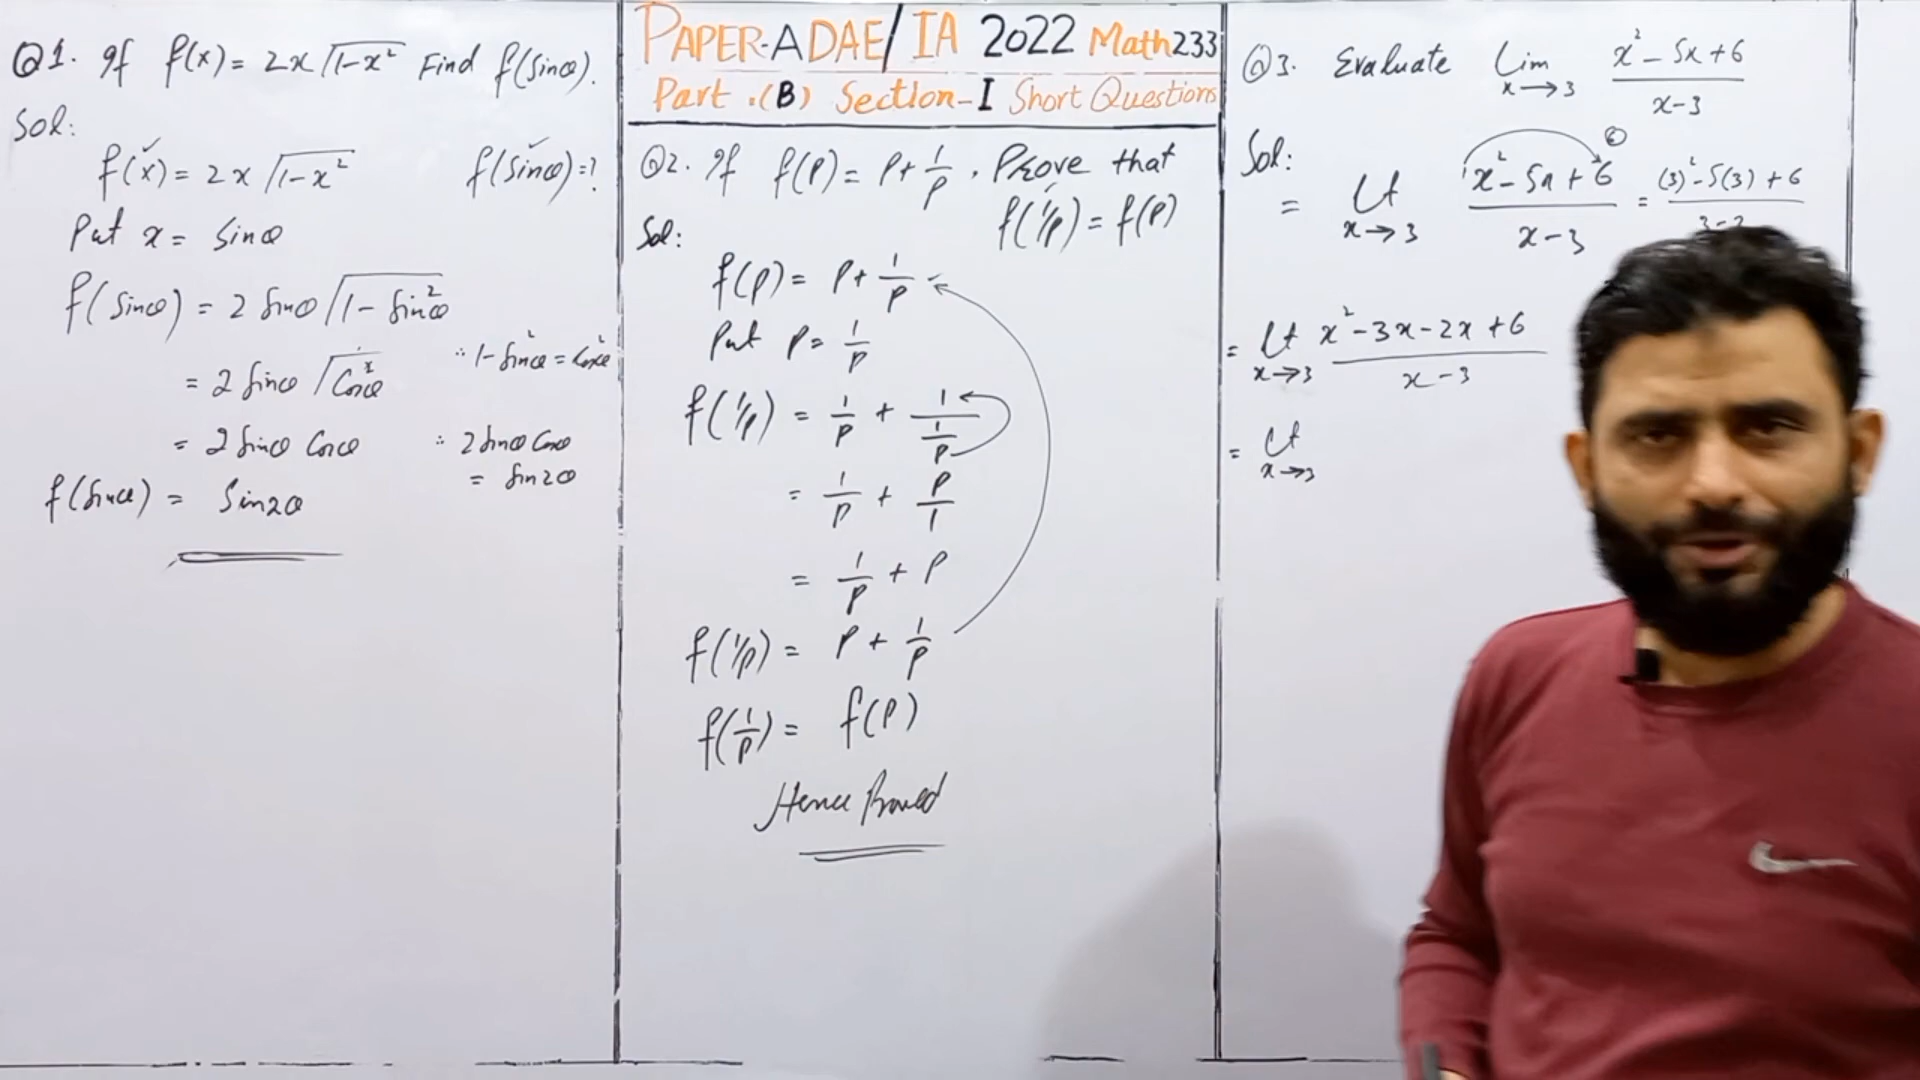 Q1. If f(x) = 2x √1-x² Find f(sinθ).
Sol:
f(x) = 2x √1-x² f(sinθ)=?
Put x = sinθ
f(sinθ) = 2 sinθ √1-sin²θ
= 2 sinθ √Cos²θ ∵ 1-sin²θ = Cos²θ
= 2 sinθ Cosθ ∵ 2sinθ Cosθ
= sin2θ
f(sinθ) = Sin2θ
PAPER-A DAE/IA 2022 Math233
Part.(B) Section-I Short Questions
Q2. If f(P) = P + 1/P. Prove that
f(1/P) = f(P)
Sol:
f(P) = P + 1/P
Put P = 1/P
f(1/P) = 1/P + 1/(1/P)
= 1/P + P/1
= 1/P + P
f(1/P) = P + 1/P
f(1/P) = f(P)
Hence Proved
Q3. Evaluate Lim x→3 (x²-5x+6)/(x-3)
Sol:
= Lt x→3 (x²-5x+6)/(x-3) = ((3)²-5(3)+6)/(3-3)
= Lt x→3 (x²-3x-2x+6)/(x-3)
= Lt x→3